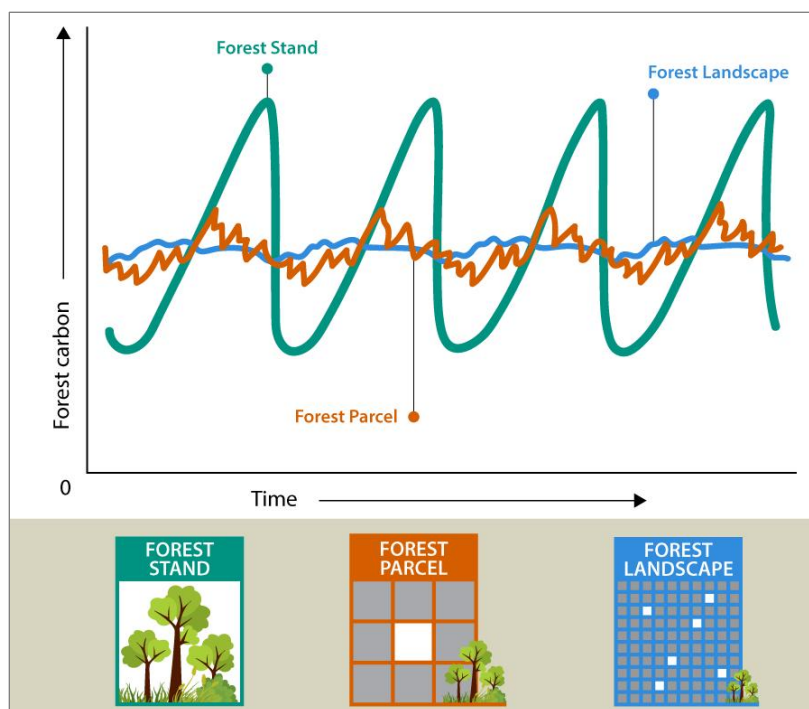 Forest Stand
Forest Landscape
Forest carbon
Forest Parcel
0
Time
FOREST
STAND
FOREST
PARCEL
FOREST
LANDSCAPE